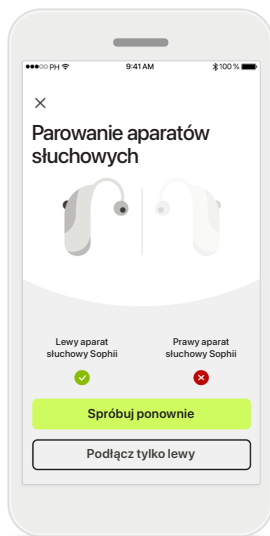 PH 9:41 AM 100 %
Parowanie aparatów
słuchowych
Lewy aparat
słuchowy Sophii
Prawy aparat
słuchowy Sophii
Spróbuj ponownie
Podłącz tylko lewy